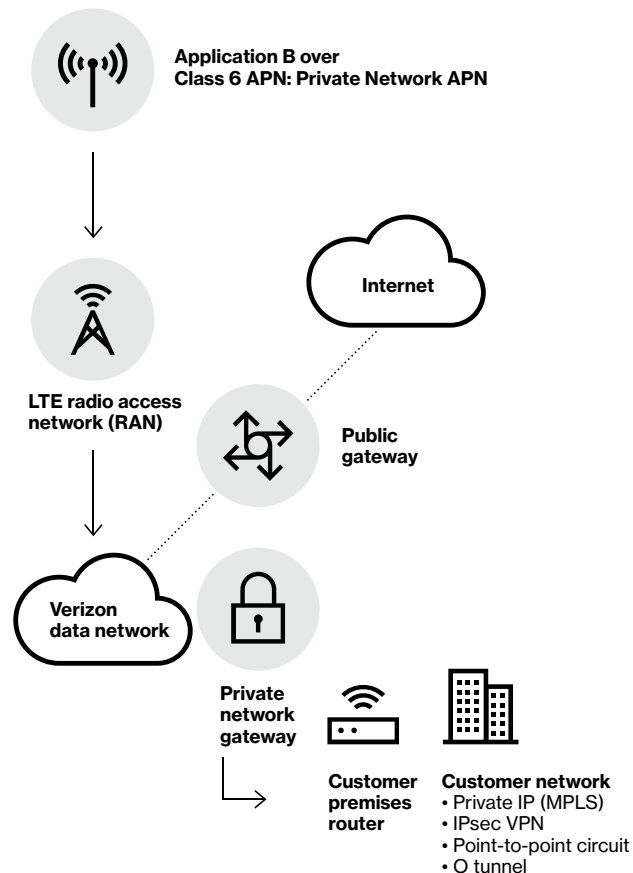 Application B over
Class 6 APN: Private Network APN
Internet
LTE radio access
network (RAN)
Public
gateway
Verizon
data network
Private
network
gateway
Customer
premises
router
Customer network
• Private IP (MPLS)
• IPsec VPN
• Point-to-point circuit
• O tunnel